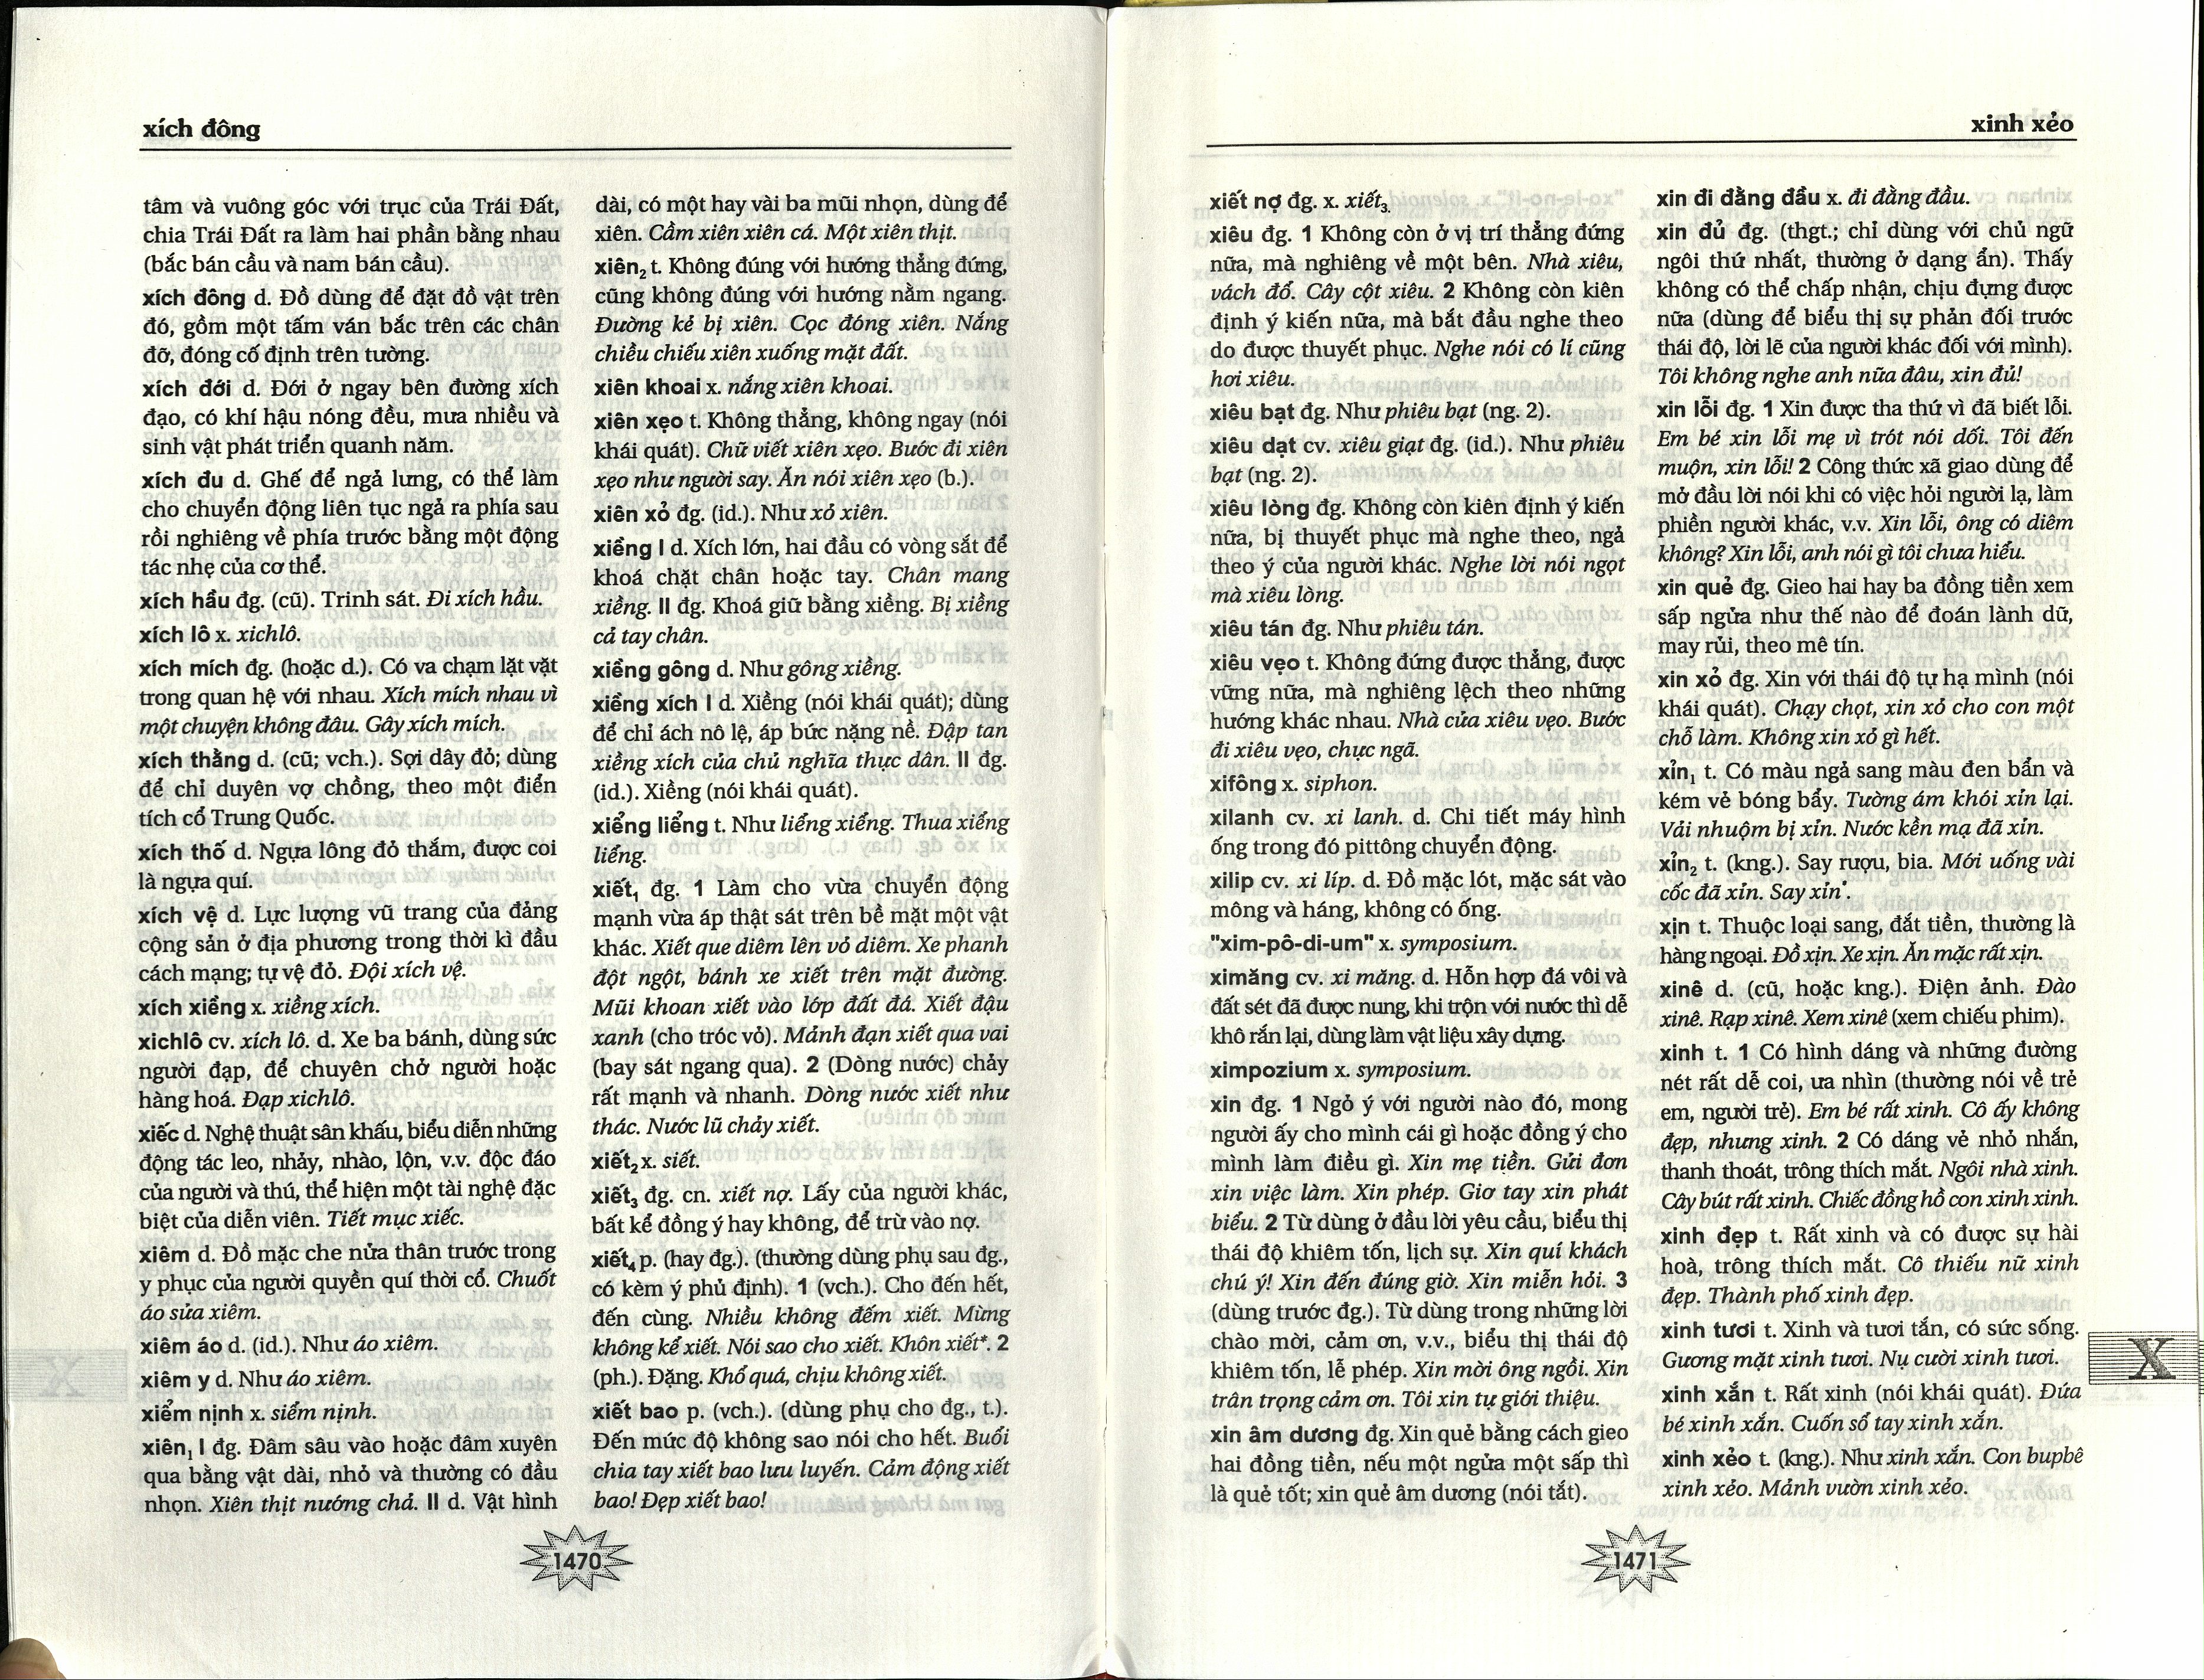 xích đông
tâm và vuông góc với trục của Trái Đất,
chia Trái Đất ra làm hai phần bằng nhau
(bắc bán cầu và nam bán cầu).
xích đông d. Đồ dùng để đặt đồ vật trên
đó, gồm một tấm ván bắc trên các chân
đỡ, đóng cố định trên tường.
xích đới d. Đới ở ngay bên đường xích
đạo, có khí hậu nóng đều, mưa nhiều và
sinh vật phát triển quanh năm.
xích đu d. Ghế để ngả lưng, có thể làm
cho chuyển động liên tục ngả ra phía sau
rồi nghiêng về phía trước bằng một động
tác nhẹ của cơ thể.
xích hầu đg. (cũ). Trinh sát. Đi xích hầu.
xích lô x. xichlô.
xích mích đg. (hoặc d.). Có va chạm lặt vặt
trong quan hệ với nhau. Xích mích nhau vì
một chuyện không đâu. Gây xích mích.
xích thằng d. (cũ; vch.). Sợi dây đỏ; dùng
để chỉ duyên vợ chồng, theo một điển
tích cổ Trung Quốc.
xích thố d. Ngựa lông đỏ thắm, được coi
là ngựa quí.
xích vệ d. Lực lượng vũ trang của đảng
cộng sản ở địa phương trong thời kì đầu
cách mạng; tự vệ đỏ. Đội xích vệ.
xích xiềng x. xiềng xích.
xichlô cv. xích lô. d. Xe ba bánh, dùng sức
người đạp, để chuyên chở người hoặc
hàng hoá. Đạp xichlô.
xiếc d. Nghệ thuật sân khấu, biểu diễn những
động tác leo, nhảy, nhào, lộn, v.v. độc đáo
của người và thú, thể hiện một tài nghệ đặc
biệt của diễn viên. Tiết mục xiếc.
xiêm d. Đồ mặc che nửa thân trước trong
y phục của người quyền quí thời cổ. Chuốt
áo sửa xiêm.
xiêm áo d. (id.). Như áo xiêm.
xiêm y d. Như áo xiêm.
xiểm nịnh x. siểm nịnh.
xiên₁ I đg. Đâm sâu vào hoặc đâm xuyên
qua bằng vật dài, nhỏ và thường có đầu
nhọn. Xiên thịt nướng chả. II d. Vật hình
dài, có một hay vài ba mũi nhọn, dùng để
xiên. Cầm xiên xiên cá. Một xiên thịt.
xiên₂ t. Không đúng với hướng thẳng đứng,
cũng không đúng với hướng nằm ngang.
Đường kẻ bị xiên. Cọc đóng xiên. Nắng
chiều chiếu xiên xuống mặt đất.
xiên khoai x. nắng xiên khoai.
xiên xẹo t. Không thẳng, không ngay (nói
khái quát). Chữ viết xiên xẹo. Bước đi xiên
xẹo như người say. Ăn nói xiên xẹo (b.).
xiên xỏ đg. (id.). Như xỏ xiên.
xiềng I d. Xích lớn, hai đầu có vòng sắt để
khoá chặt chân hoặc tay. Chân mang
xiềng. II đg. Khoá giữ bằng xiềng. Bị xiềng
cả tay chân.
xiềng gông d. Như gông xiềng.
xiềng xích I d. Xiềng (nói khái quát); dùng
để chỉ ách nô lệ, áp bức nặng nề. Đập tan
xiềng xích của chủ nghĩa thực dân. II đg.
(id.). Xiềng (nói khái quát).
xiểng liểng t. Như liểng xiểng. Thua xiểng
liểng.
xiết₁ đg. 1 Làm cho vừa chuyển động
mạnh vừa áp thật sát trên bề mặt một vật
khác. Xiết que diêm lên vỏ diêm. Xe phanh
đột ngột, bánh xe xiết trên mặt đường.
Mũi khoan xiết vào lớp đất đá. Xiết đậu
xanh (cho tróc vỏ). Mảnh đạn xiết qua vai
(bay sát ngang qua). 2 (Dòng nước) chảy
rất mạnh và nhanh. Dòng nước xiết như
thác. Nước lũ chảy xiết.
xiết₂ x. siết.
xiết₃ đg. cn. xiết nợ. Lấy của người khác,
bất kể đồng ý hay không, để trừ vào nợ.
xiết₄ p. (hay đg.). (thường dùng phụ sau đg.,
có kèm ý phủ định). 1 (vch.). Cho đến hết,
đến cùng. Nhiều không đếm xiết. Mừng
không kể xiết. Nói sao cho xiết. Khôn xiết*. 2
(ph.). Đặng. Khổ quá, chịu không xiết.
xiết bao p. (vch.). (dùng phụ cho đg., t.).
Đến mức độ không sao nói cho hết. Buổi
chia tay xiết bao lưu luyến. Cảm động xiết
bao! Đẹp xiết bao!
1470
xinh xẻo
xiết nợ đg. x. xiết₃.
xiêu đg. 1 Không còn ở vị trí thẳng đứng
nữa, mà nghiêng về một bên. Nhà xiêu,
vách đổ. Cây cột xiêu. 2 Không còn kiên
định ý kiến nữa, mà bắt đầu nghe theo
do được thuyết phục. Nghe nói có lí cũng
hơi xiêu.
xiêu bạt đg. Như phiêu bạt (ng. 2).
xiêu dạt cv. xiêu giạt đg. (id.). Như phiêu
bạt (ng. 2).
xiêu lòng đg. Không còn kiên định ý kiến
nữa, bị thuyết phục mà nghe theo, ngả
theo ý của người khác. Nghe lời nói ngọt
mà xiêu lòng.
xiêu tán đg. Như phiêu tán.
xiêu vẹo t. Không đứng được thẳng, được
vững nữa, mà nghiêng lệch theo những
hướng khác nhau. Nhà cửa xiêu vẹo. Bước
đi xiêu vẹo, chực ngã.
xifông x. siphon.
xilanh cv. xi lanh. d. Chi tiết máy hình
ống trong đó pittông chuyển động.
xilip cv. xi líp. d. Đồ mặc lót, mặc sát vào
mông và háng, không có ống.
"xim-pô-di-um" x. symposium.
ximăng cv. xi măng. d. Hỗn hợp đá vôi và
đất sét đã được nung, khi trộn với nước thì dễ
khô rắn lại, dùng làm vật liệu xây dựng.
ximpozium x. symposium.
xin đg. 1 Ngỏ ý với người nào đó, mong
người ấy cho mình cái gì hoặc đồng ý cho
mình làm điều gì. Xin mẹ tiền. Gửi đơn
xin việc làm. Xin phép. Giơ tay xin phát
biểu. 2 Từ dùng ở đầu lời yêu cầu, biểu thị
thái độ khiêm tốn, lịch sự. Xin quí khách
chú ý! Xin đến đúng giờ. Xin miễn hỏi. 3
(dùng trước đg.). Từ dùng trong những lời
chào mời, cảm ơn, v.v., biểu thị thái độ
khiêm tốn, lễ phép. Xin mời ông ngồi. Xin
trân trọng cảm ơn. Tôi xin tự giới thiệu.
xin âm dương đg. Xin quẻ bằng cách gieo
hai đồng tiền, nếu một ngửa một sấp thì
là quẻ tốt; xin quẻ âm dương (nói tắt).
xin đi đằng đầu x. đi đằng đầu.
xin đủ đg. (thgt.; chỉ dùng với chủ ngữ
ngôi thứ nhất, thường ở dạng ẩn). Thấy
không có thể chấp nhận, chịu đựng được
nữa (dùng để biểu thị sự phản đối trước
thái độ, lời lẽ của người khác đối với mình).
Tôi không nghe anh nữa đâu, xin đủ!
xin lỗi đg. 1 Xin được tha thứ vì đã biết lỗi.
Em bé xin lỗi mẹ vì trót nói dối. Tôi đến
muộn, xin lỗi! 2 Công thức xã giao dùng để
mở đầu lời nói khi có việc hỏi người lạ, làm
phiền người khác, v.v. Xin lỗi, ông có diêm
không? Xin lỗi, anh nói gì tôi chưa hiểu.
xin quẻ đg. Gieo hai hay ba đồng tiền xem
sấp ngửa như thế nào để đoán lành dữ,
may rủi, theo mê tín.
xin xỏ đg. Xin với thái độ tự hạ mình (nói
khái quát). Chạy chọt, xin xỏ cho con một
chỗ làm. Không xin xỏ gì hết.
xỉn₁ t. Có màu ngả sang màu đen bẩn và
kém vẻ bóng bẩy. Tường ám khói xỉn lại.
Vải nhuộm bị xỉn. Nước kền mạ đã xỉn.
xỉn₂ t. (kng.). Say rượu, bia. Mới uống vài
cốc đã xỉn. Say xỉn*.
xịn t. Thuộc loại sang, đắt tiền, thường là
hàng ngoại. Đồ xịn. Xe xịn. Ăn mặc rất xịn.
xinê d. (cũ, hoặc kng.). Điện ảnh. Đào
xinê. Rạp xinê. Xem xinê (xem chiếu phim).
xinh t. 1 Có hình dáng và những đường
nét rất dễ coi, ưa nhìn (thường nói về trẻ
em, người trẻ). Em bé rất xinh. Cô ấy không
đẹp, nhưng xinh. 2 Có dáng vẻ nhỏ nhắn,
thanh thoát, trông thích mắt. Ngôi nhà xinh.
Cây bút rất xinh. Chiếc đồng hồ con xinh xinh.
xinh đẹp t. Rất xinh và có được sự hài
hoà, trông thích mắt. Cô thiếu nữ xinh
đẹp. Thành phố xinh đẹp.
xinh tươi t. Xinh và tươi tắn, có sức sống.
Gương mặt xinh tươi. Nụ cười xinh tươi.
xinh xắn t. Rất xinh (nói khái quát). Đứa
bé xinh xắn. Cuốn sổ tay xinh xắn.
xinh xẻo t. (kng.). Như xinh xắn. Con bupbê
xinh xẻo. Mảnh vườn xinh xẻo.
X
1471